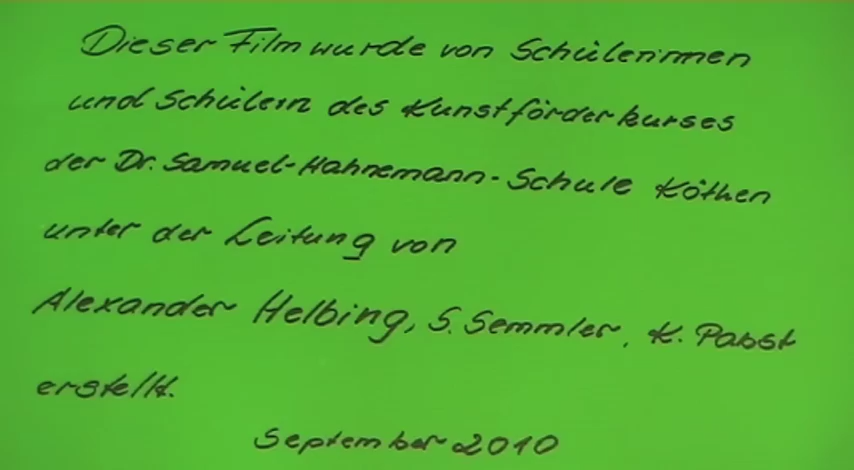 Dieser Film wurde von Schülerinnen
und Schülern des Kunstförderkurses
der Dr. Samuel-Hahnemann-Schule Köthen
unter der Leitung von
Alexander Helbing, S. Semmler, K. Pabst
erstellt.
September 2010